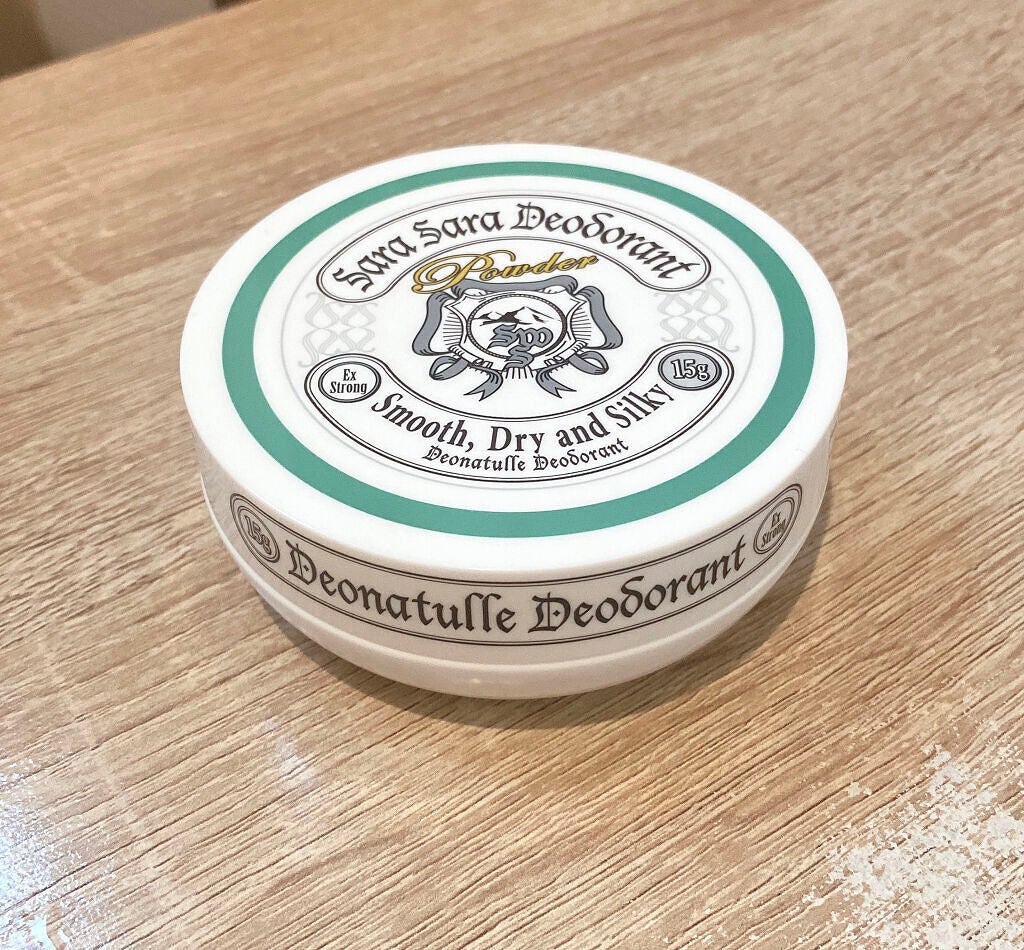 Sara Sara Deodorant
Powder
Ex
Strong
Smooth, Dry and Silky
15g
Deonatulle Deodorant
15g
Deonatulle Deodorant
Ex
Strong